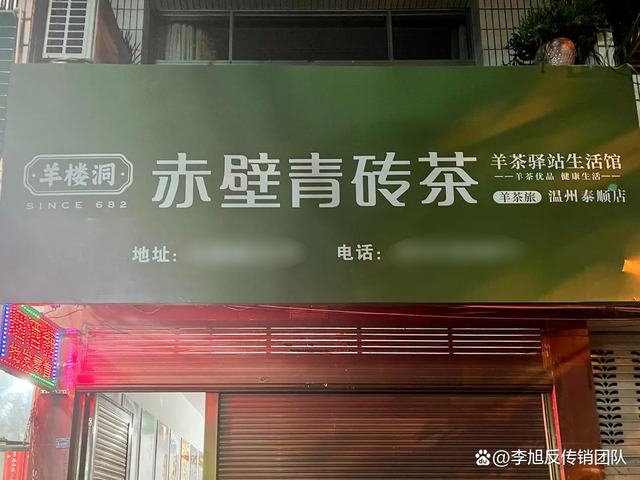 羊楼洞
SINCE 682
赤壁青砖茶
羊茶驿站生活馆
羊茶优品 健康生活
羊茶旅 温州泰顺店
地址：
电话：
@李旭反传销团队